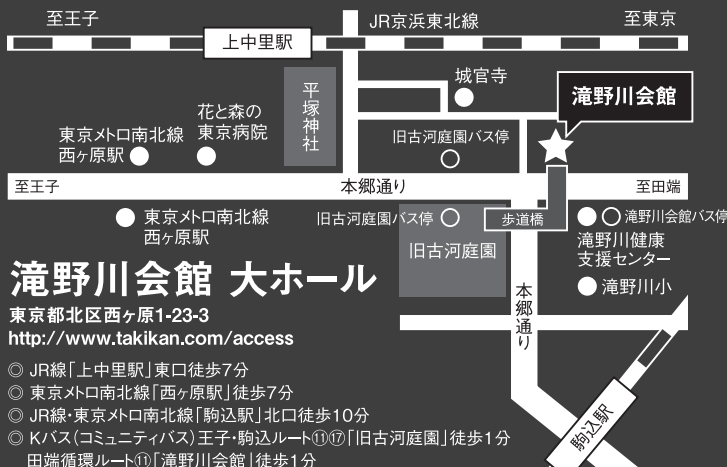 至王子
JR京浜東北線
至東京
上中里駅
城官寺
滝野川会館
平塚神社
花と森の
東京病院
東京メトロ南北線
西ヶ原駅
旧古河庭園バス停
至王子
本郷通り
至田端
東京メトロ南北線
西ヶ原駅
旧古河庭園バス停
歩道橋
滝野川会館バス停
旧古河庭園
滝野川健康
支援センター
滝野川小
本郷通り
駒込駅
滝野川会館 大ホール
東京都北区西ヶ原1-23-3
http://www.takikan.com/access
◎ JR線「上中里駅」東口徒歩7分
◎ 東京メトロ南北線「西ヶ原駅」徒歩7分
◎ JR線・東京メトロ南北線「駒込駅」北口徒歩10分
◎ Kバス(コミュニティバス)王子・駒込ルート⑪⑰「旧古河庭園」徒歩1分
田端循環ルート⑪「滝野川会館」徒歩1分